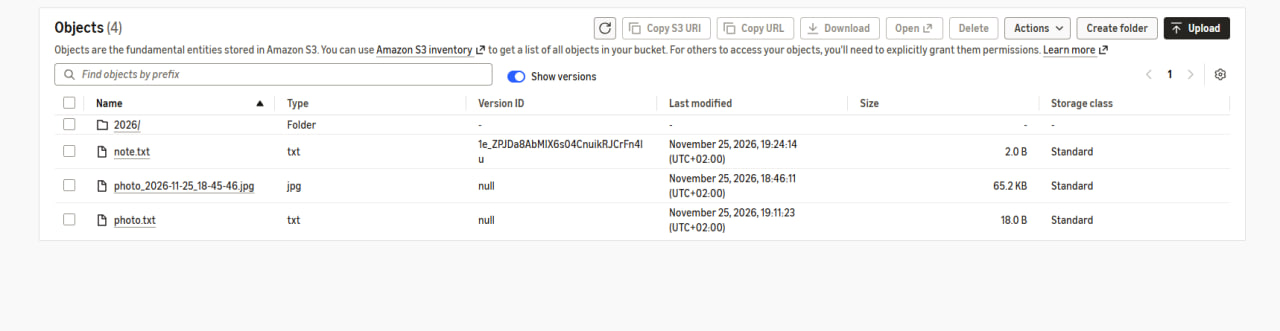 Objects (4)
Copy S3 URI Copy URL Download Open Delete Actions Create folder Upload
Objects are the fundamental entities stored in Amazon S3. You can use Amazon S3 inventory to get a list of all objects in your bucket. For others to access your objects, you'll need to explicitly grant them permissions. Learn more
Find objects by prefix
Show versions
1
Name Type Version ID Last modified Size Storage class
2026/ Folder - - - -
note.txt txt 1e_ZPJDa8AbMlX6s04CnuikRJCrFn4l November 25, 2026, 19:24:14 2.0 B Standard
u (UTC+02:00)
photo_2026-11-25_18-45-46.jpg jpg null November 25, 2026, 18:46:11 65.2 KB Standard
(UTC+02:00)
photo.txt txt null November 25, 2026, 19:11:23 18.0 B Standard
(UTC+02:00)